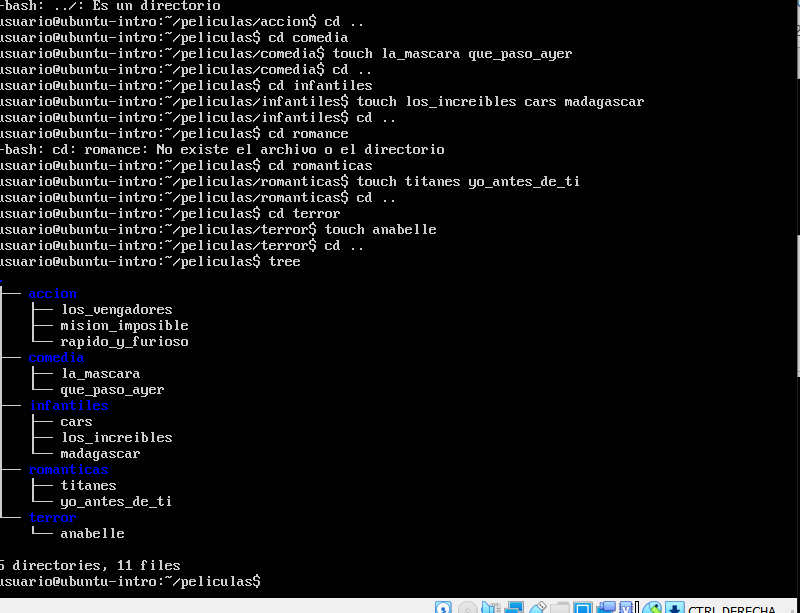 -bash: ../: Es un directorio
usuario@ubuntu-intro:~/peliculas/accion$ cd ..
usuario@ubuntu-intro:~/peliculas$ cd comedia
usuario@ubuntu-intro:~/peliculas/comedia$ touch la_mascara que_paso_ayer
usuario@ubuntu-intro:~/peliculas/comedia$ cd ..
usuario@ubuntu-intro:~/peliculas$ cd infantiles
usuario@ubuntu-intro:~/peliculas/infantiles$ touch los_increibles cars madagascar
usuario@ubuntu-intro:~/peliculas/infantiles$ cd ..
usuario@ubuntu-intro:~/peliculas$ cd romance
-bash: cd: romance: No existe el archivo o el directorio
usuario@ubuntu-intro:~/peliculas$ cd romanticas
usuario@ubuntu-intro:~/peliculas/romanticas$ touch titanes yo_antes_de_ti
usuario@ubuntu-intro:~/peliculas/romanticas$ cd ..
usuario@ubuntu-intro:~/peliculas$ cd terror
usuario@ubuntu-intro:~/peliculas/terror$ touch anabelle
usuario@ubuntu-intro:~/peliculas/terror$ cd ..
usuario@ubuntu-intro:~/peliculas$ tree
.
├── accion
│   ├── los_vengadores
│   ├── mision_imposible
│   └── rapido_y_furioso
├── comedia
│   ├── la_mascara
│   └── que_paso_ayer
├── infantiles
│   ├── cars
│   ├── los_increibles
│   └── madagascar
├── romanticas
│   ├── titanes
│   └── yo_antes_de_ti
└── terror
    └── anabelle
5 directories, 11 files
usuario@ubuntu-intro:~/peliculas$
CTRL DERECHA